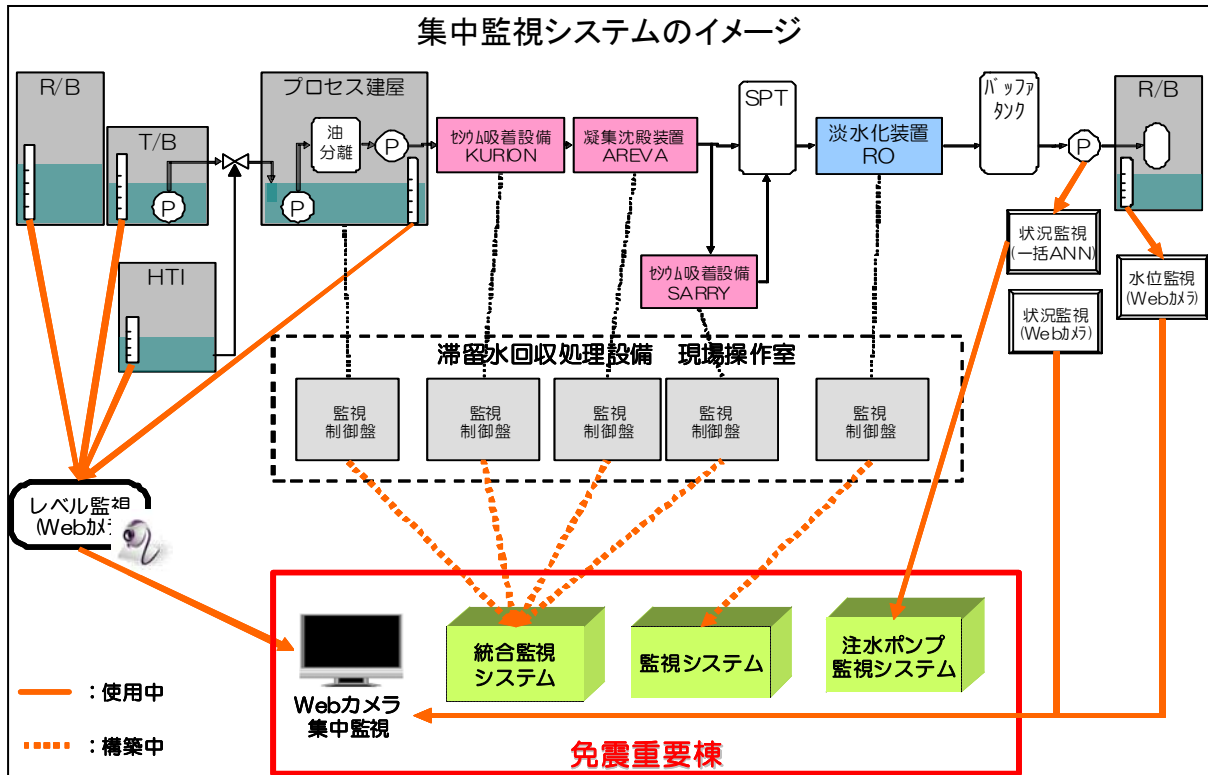 集中監視システムのイメージ
R/B
T/B
P
HTI
プロセス建屋
油
分離
P
P
セシウム吸着設備
KURION
凝集沈殿装置
AREVA
セシウム吸着設備
SARRY
SPT
淡水化装置
RO
バッファ
タンク
P
R/B
状況監視
(一括ANN)
状況監視
(Webカメラ)
水位監視
(Webカメラ)
滞留水回収処理設備 現場操作室
監視
制御盤
監視
制御盤
監視
制御盤
監視
制御盤
監視
制御盤
レベル監視
(Webカメラ
統合監視
システム
監視システム
注水ポンプ
監視システム
Webカメラ
集中監視
免震重要棟
:使用中
:構築中